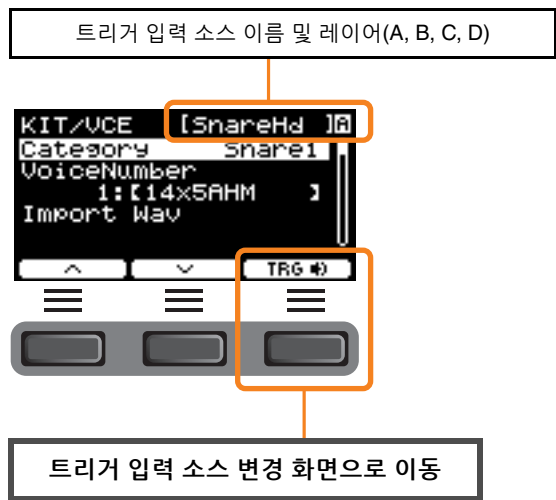 트리거 입력 소스 이름 및 레이어(A, B, C, D)
KIT/VCE [SnareHd ]A
Category Snare1
VoiceNumber
1:[14x5AHM ]
Import Wav
TRG
트리거 입력 소스 변경 화면으로 이동